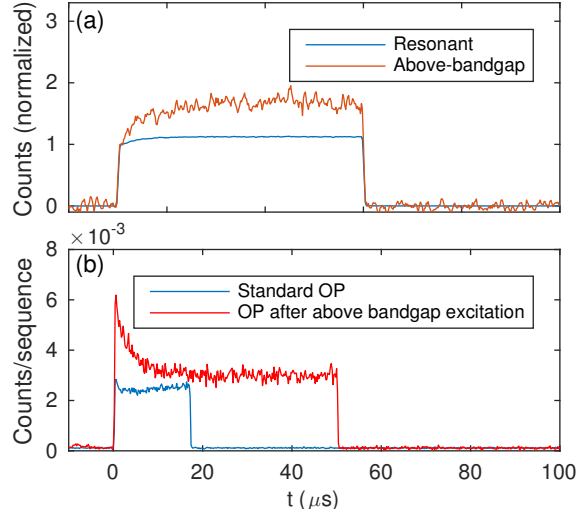 (a)
Counts (normalized)
3
2
1
0
Resonant
Above-bandgap
× 10⁻³
(b)
Counts/sequence
8
6
4
2
0
Standard OP
OP after above bandgap excitation
0 20 40 60 80 100
t (μs)